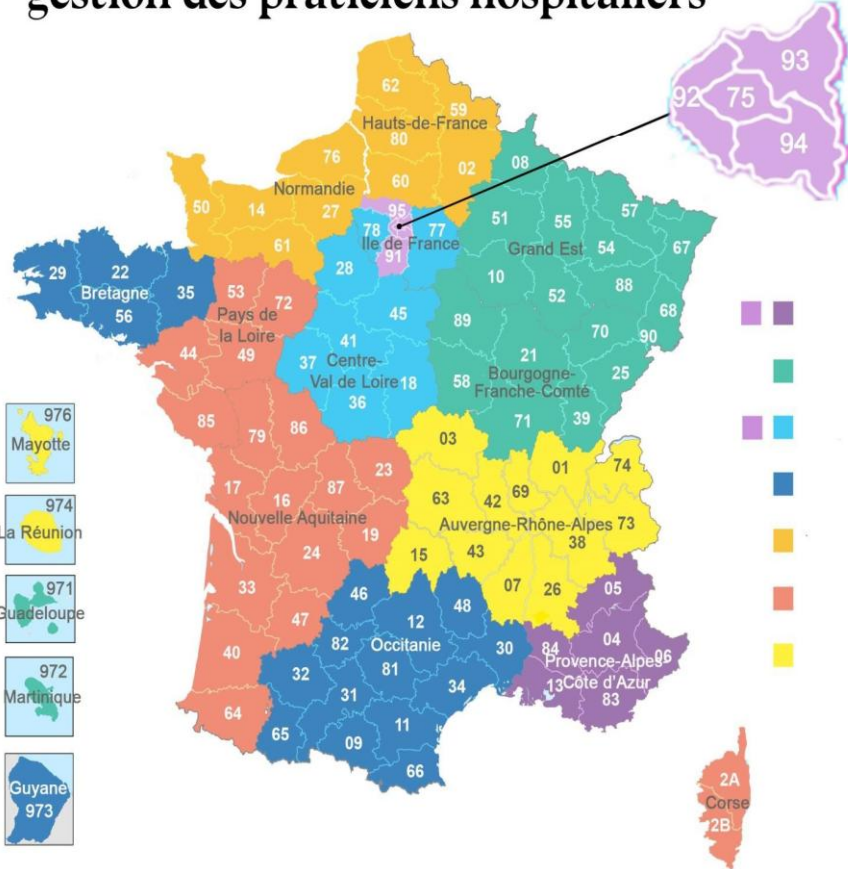 gestion des praticiens hospitaliers
93
92 75
94
62
59
Hauts-de-France
80
76
02
60
08
Normandie
50 14 27
95
51 55 57
78 77
Ile de France
61
91
Grand Est 54 67
29 22
28
10
88
Bretagne 35
53
72
52
68
56
45
Pays de
la Loire
89
70
90
41
44 49
37
Centre-
Val de Loire
18
21
25
58
Bourgogne-
Franche-Comté
36
85
79 86
71 39
976
Mayotte
03
01 74
23
17 16 87
63 42 69
974
La Réunion
Nouvelle Aquitaine
Auvergne-Rhône-Alpes
73
19
38
24
15 43
971
Guadeloupe
33
46
07 26
05
48
47
12
82
Occitanie
30
04
84
06
972
Martinique
40
32
81
Provence-Alpes
Côte d'Azur
13
83
31 34
64
65
11
09
66
Guyane
973
2A
Corse
2B